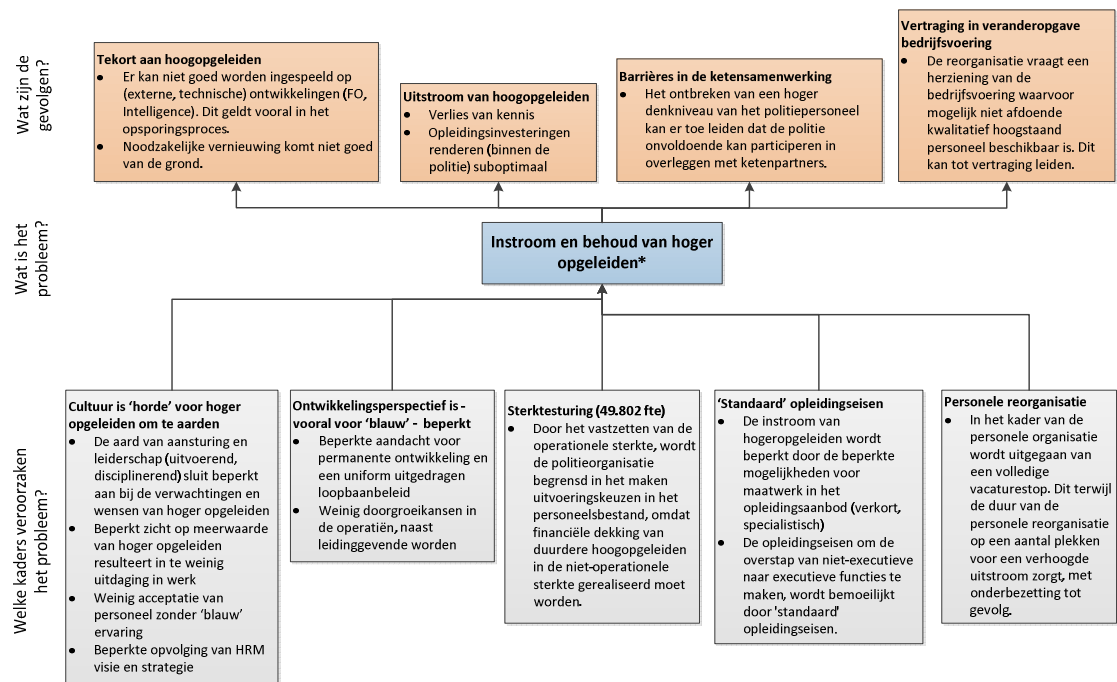 Wat zijn de
gevolgen?
Tekort aan hoogopgeleiden
● Er kan niet goed worden ingespeeld op
(externe, technische) ontwikkelingen (FO,
Intelligence). Dit geldt vooral in het
opsporingsproces.
● Noodzakelijke vernieuwing komt niet goed
van de grond.
Uitstroom van hoogopgeleiden
● Verlies van kennis
● Opleidingsinvesteringen
renderen (binnen de
politie) suboptimaal
Barrières in de ketensamenwerking
● Het ontbreken van een hoger
denkniveau van het politiepersoneel
kan er toe leiden dat de politie
onvoldoende kan participeren in
overleggen met ketenpartners.
Vertraging in veranderopgave
bedrijfsvoering
● De reorganisatie vraagt een
herziening van de
bedrijfsvoering waarvoor
mogelijk niet afdoende
kwalitatief hoogstaand
personeel beschikbaar is. Dit
kan tot vertraging leiden.
Wat is het
probleem?
Instroom en behoud van hoger
opgeleiden*
Welke kaders veroorzaken
het probleem?
Cultuur is ‘horde’ voor hoger
opgeleiden om te aarden
● De aard van aansturing en
leiderschap (uitvoerend,
disciplinerend) sluit beperkt
aan bij de verwachtingen en
wensen van hoger opgeleiden
● Beperkt zicht op meerwaarde
van hoger opgeleiden
resulteert in te weinig
uitdaging in werk
● Weinig acceptatie van
personeel zonder ‘blauw’
ervaring
● Beperkte opvolging van HRM
visie en strategie
Ontwikkelingsperspectief is -
vooral voor ‘blauw’ - beperkt
● Beperkte aandacht voor
permanente ontwikkeling en
een uniform uitgedragen
loopbaanbeleid
● Weinig doorgroeikansen in
de operatiën, naast
leidinggevende worden
Sterktesturing (49.802 fte)
● Door het vastzetten van de
operationele sterkte, wordt
de politieorganisatie
begrensd in het maken
uitvoeringskeuzen in het
personeelsbestand, omdat
financiële dekking van
duurdere hoogopgeleiden
in de niet-operationele
sterkte gerealiseerd moet
worden.
‘Standaard’ opleidingseisen
● De instroom van
hogeropgeleiden wordt
beperkt door de beperkte
mogelijkheden voor
maatwerk in het
opleidingsaanbod (verkort,
specialistisch)
● De opleidingseisen om de
overstap van niet-executieve
naar executieve functies te
maken, wordt bemoeilijkt
door 'standaard'
opleidingseisen.
Personele reorganisatie
● In het kader van de
personele organisatie
wordt uitgegaan van
een volledige
vacaturestop. Dit terwijl
de duur van de
personele reorganisatie
op een aantal plekken
voor een verhoogde
uitstroom zorgt, met
onderbezetting tot
gevolg.